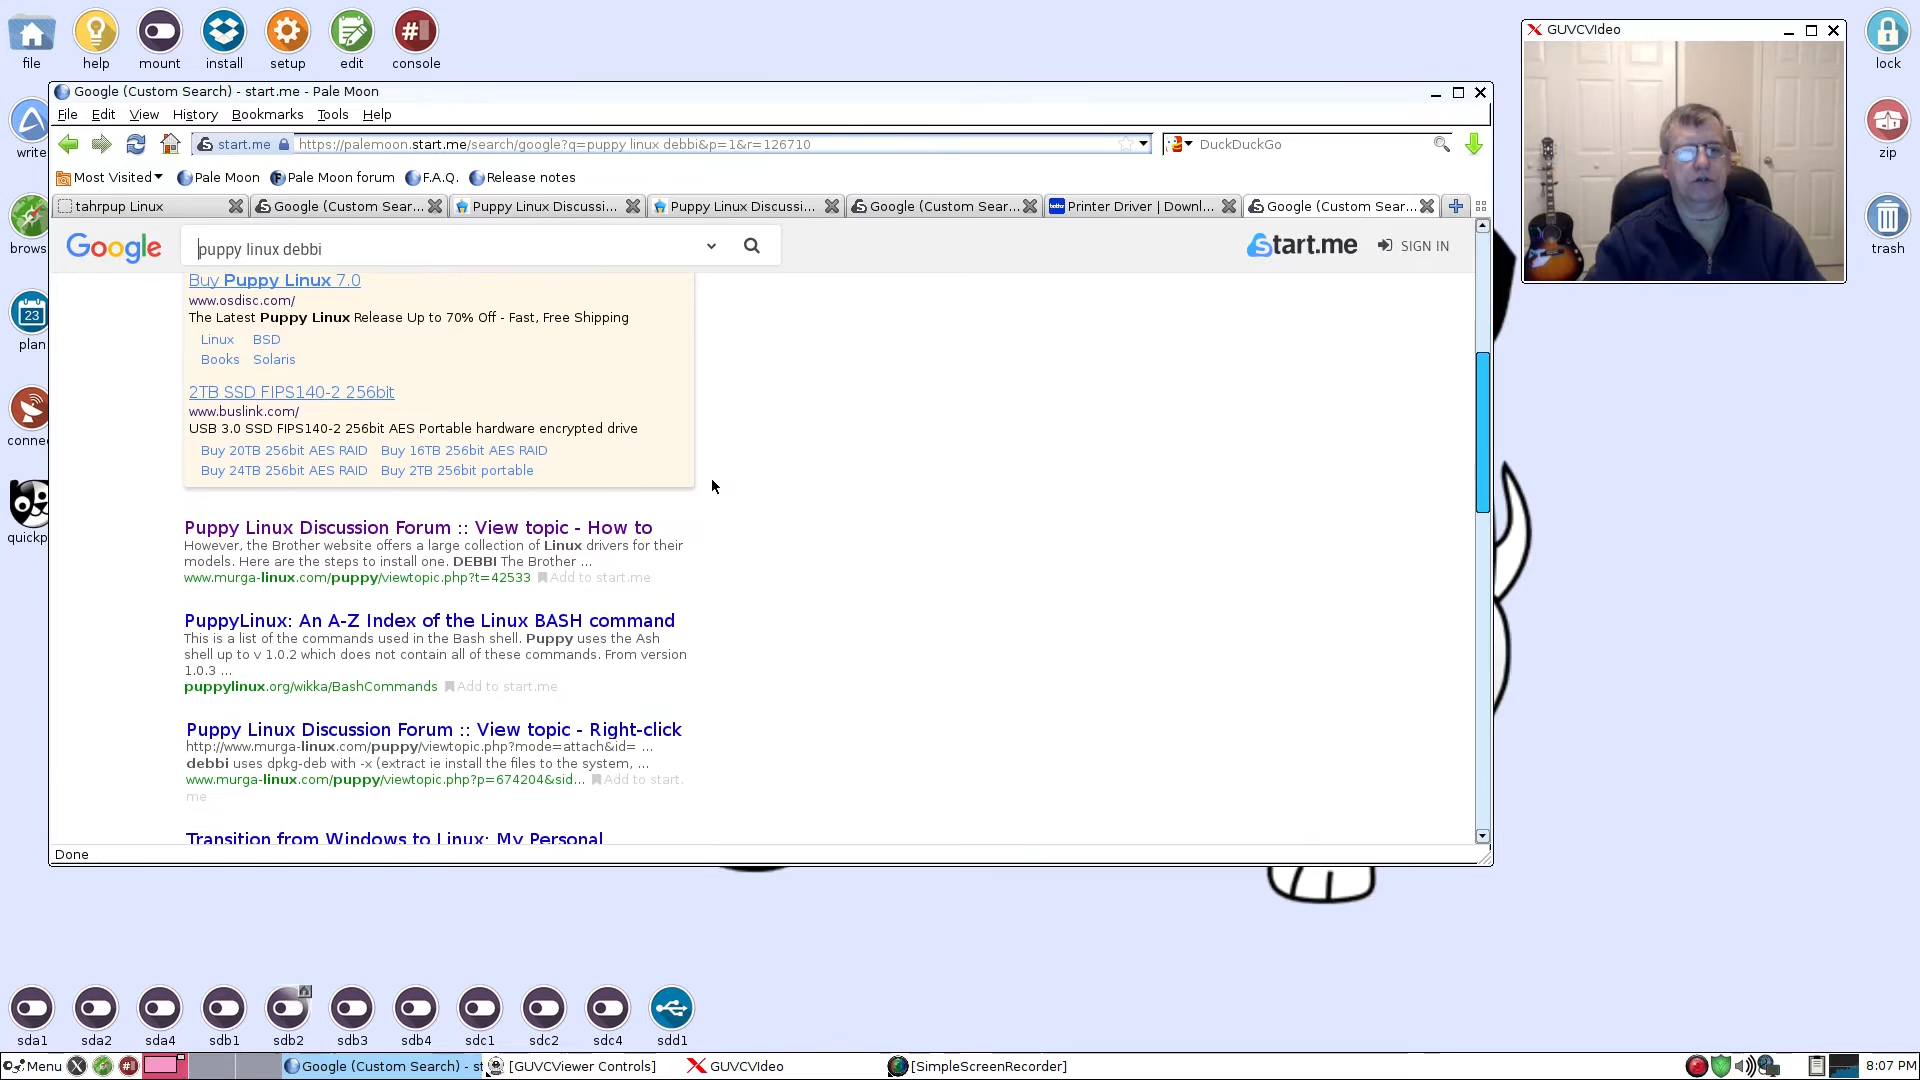 file
help
mount
install
setup
edit
console
GUVCVIdeo
lock
Google (Custom Search) - start.me - Pale Moon
File Edit View History Bookmarks Tools Help
start.me https://palemoon.start.me/search/google?q=puppy linux debbi&p=1&r=126710
DuckDuckGo
write
zip
Most Visited Pale Moon Pale Moon forum F.A.Q. Release notes
tahrpup Linux
Google (Custom Sear...
Puppy Linux Discussi...
Puppy Linux Discussi...
Google (Custom Sear...
Printer Driver | Downl...
Google (Custom Sear...
brows
trash
Google
puppy linux debbi
Start.me
SIGN IN
Buy Puppy Linux 7.0
www.osdisc.com/
The Latest Puppy Linux Release Up to 70% Off - Fast, Free Shipping
Linux BSD
Books Solaris
23
plan
2TB SSD FIPS140-2 256bit
www.buslink.com/
USB 3.0 SSD FIPS140-2 256bit AES Portable hardware encrypted drive
Buy 20TB 256bit AES RAID Buy 16TB 256bit AES RAID
Buy 24TB 256bit AES RAID Buy 2TB 256bit portable
connec
Puppy Linux Discussion Forum :: View topic - How to
However, the Brother website offers a large collection of Linux drivers for their
models. Here are the steps to install one. DEBBI The Brother ...
www.murga-linux.com/puppy/viewtopic.php?t=42533 Add to start.me
quickp
PuppyLinux: An A-Z Index of the Linux BASH command
This is a list of the commands used in the Bash shell. Puppy uses the Ash
shell up to v 1.0.2 which does not contain all of these commands. From version
1.0.3 ...
puppylinux.org/wikka/BashCommands Add to start.me
Puppy Linux Discussion Forum :: View topic - Right-click
http://www.murga-linux.com/puppy/viewtopic.php?mode=attach&id= ...
debbi uses dpkg-deb with -x (extract ie install the files to the system, ...
www.murga-linux.com/puppy/viewtopic.php?p=674204&sid... Add to start.
me
Transition from Windows to Linux: My Personal
Done
sda1
sda2
sda4
sdb1
sdb2
sdb3
sdb4
sdc1
sdc2
sdc4
sdd1
Menu
Google (Custom Search) - st
[GUVCViewer Controls]
GUVCVIdeo
[SimpleScreenRecorder]
8:07 PM